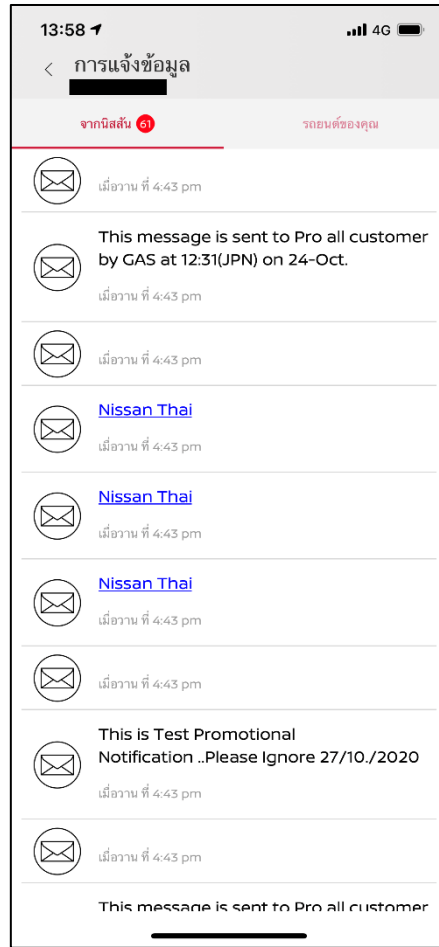 13:58
4G
การแจ้งข้อมูล
จากนิสสัน 61
รถยนต์ของคุณ
เมื่อวาน ที่ 4:43 pm
This message is sent to Pro all customer
by GAS at 12:31(JPN) on 24-Oct.
เมื่อวาน ที่ 4:43 pm
เมื่อวาน ที่ 4:43 pm
Nissan Thai
เมื่อวาน ที่ 4:43 pm
Nissan Thai
เมื่อวาน ที่ 4:43 pm
Nissan Thai
เมื่อวาน ที่ 4:43 pm
เมื่อวาน ที่ 4:43 pm
This is Test Promotional
Notification ..Please Ignore 27/10./2020
เมื่อวาน ที่ 4:43 pm
เมื่อวาน ที่ 4:43 pm
This message is sent to Pro all customer